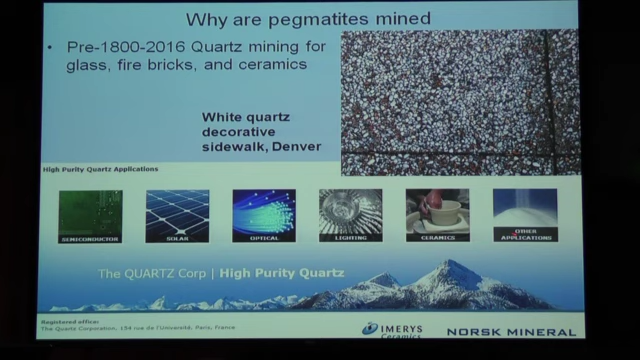 Why are pegmatites mined
• Pre-1800-2016 Quartz mining for
glass, fire bricks, and ceramics
White quartz
decorative
sidewalk, Denver
High Purity Quartz Applications
SEMICONDUCTOR
SOLAR
OPTICAL
LIGHTING
CERAMICS
OTHER
APPLICATIONS
The QUARTZ Corp | High Purity Quartz
Registered office:
The Quartz Corporation, 154 rue de l'Université, Paris, France
IMERYS
Ceramics
NORSK MINERAL